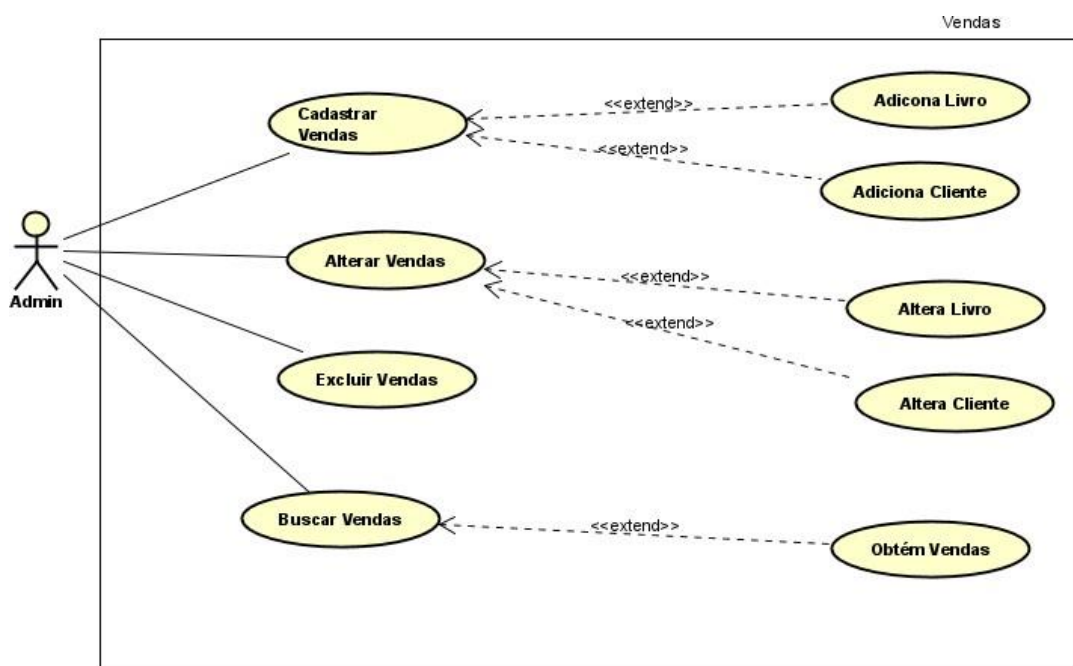 Vendas
Cadastrar
Vendas
<<extend>>
Adicona Livro
<<extend>>
Adiciona Cliente
Admin
Alterar Vendas
<<extend>>
Altera Livro
<<extend>>
Excluir Vendas
Altera Cliente
Buscar Vendas
<<extend>>
Obtém Vendas